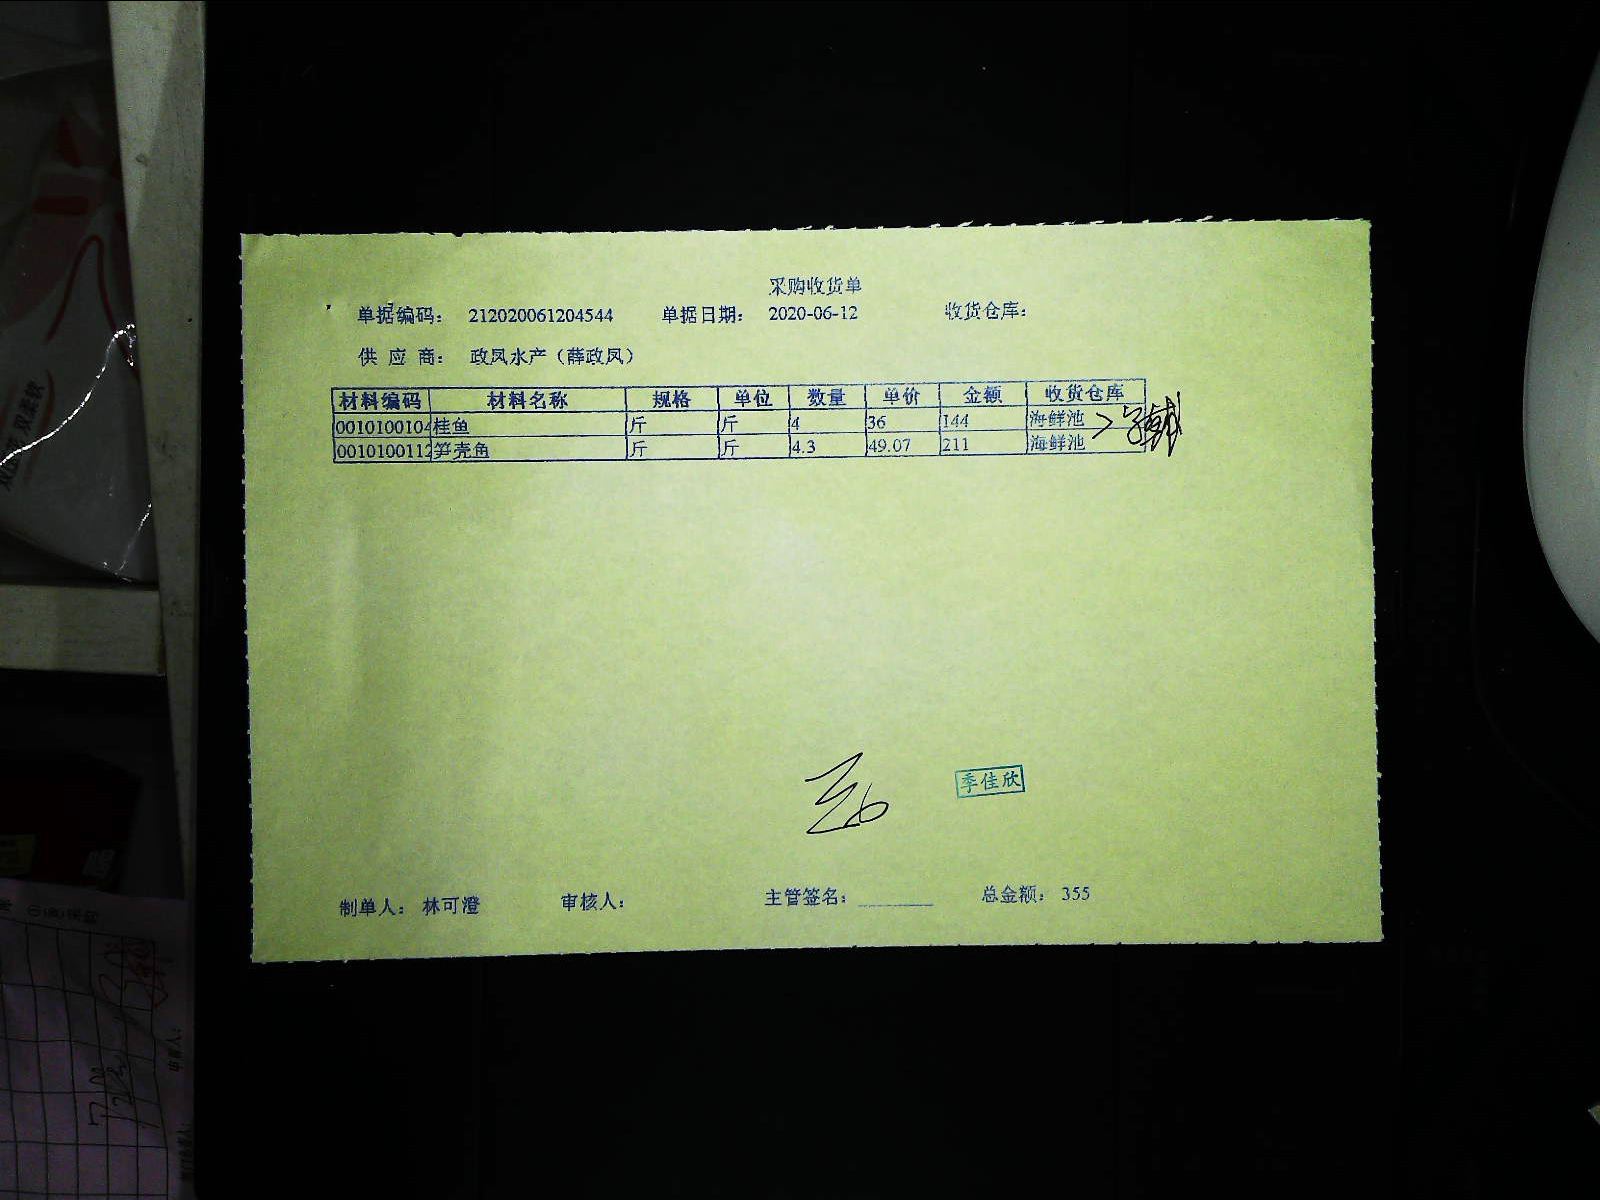 采购收货单
单据编码： 212020061204544 单据日期： 2020-06-12 收货仓库：
供 应 商： 政凤水产（薛政凤）
材料编码 材料名称 规格 单位 数量 单价 金额 收货仓库
0010100104 桂鱼 斤 斤 4 36 144 海鲜池
0010100112 笋壳鱼 斤 斤 4.3 49.07 211 海鲜池
季佳欣
制单人： 林可澄 审核人： 主管签名： 总金额： 355